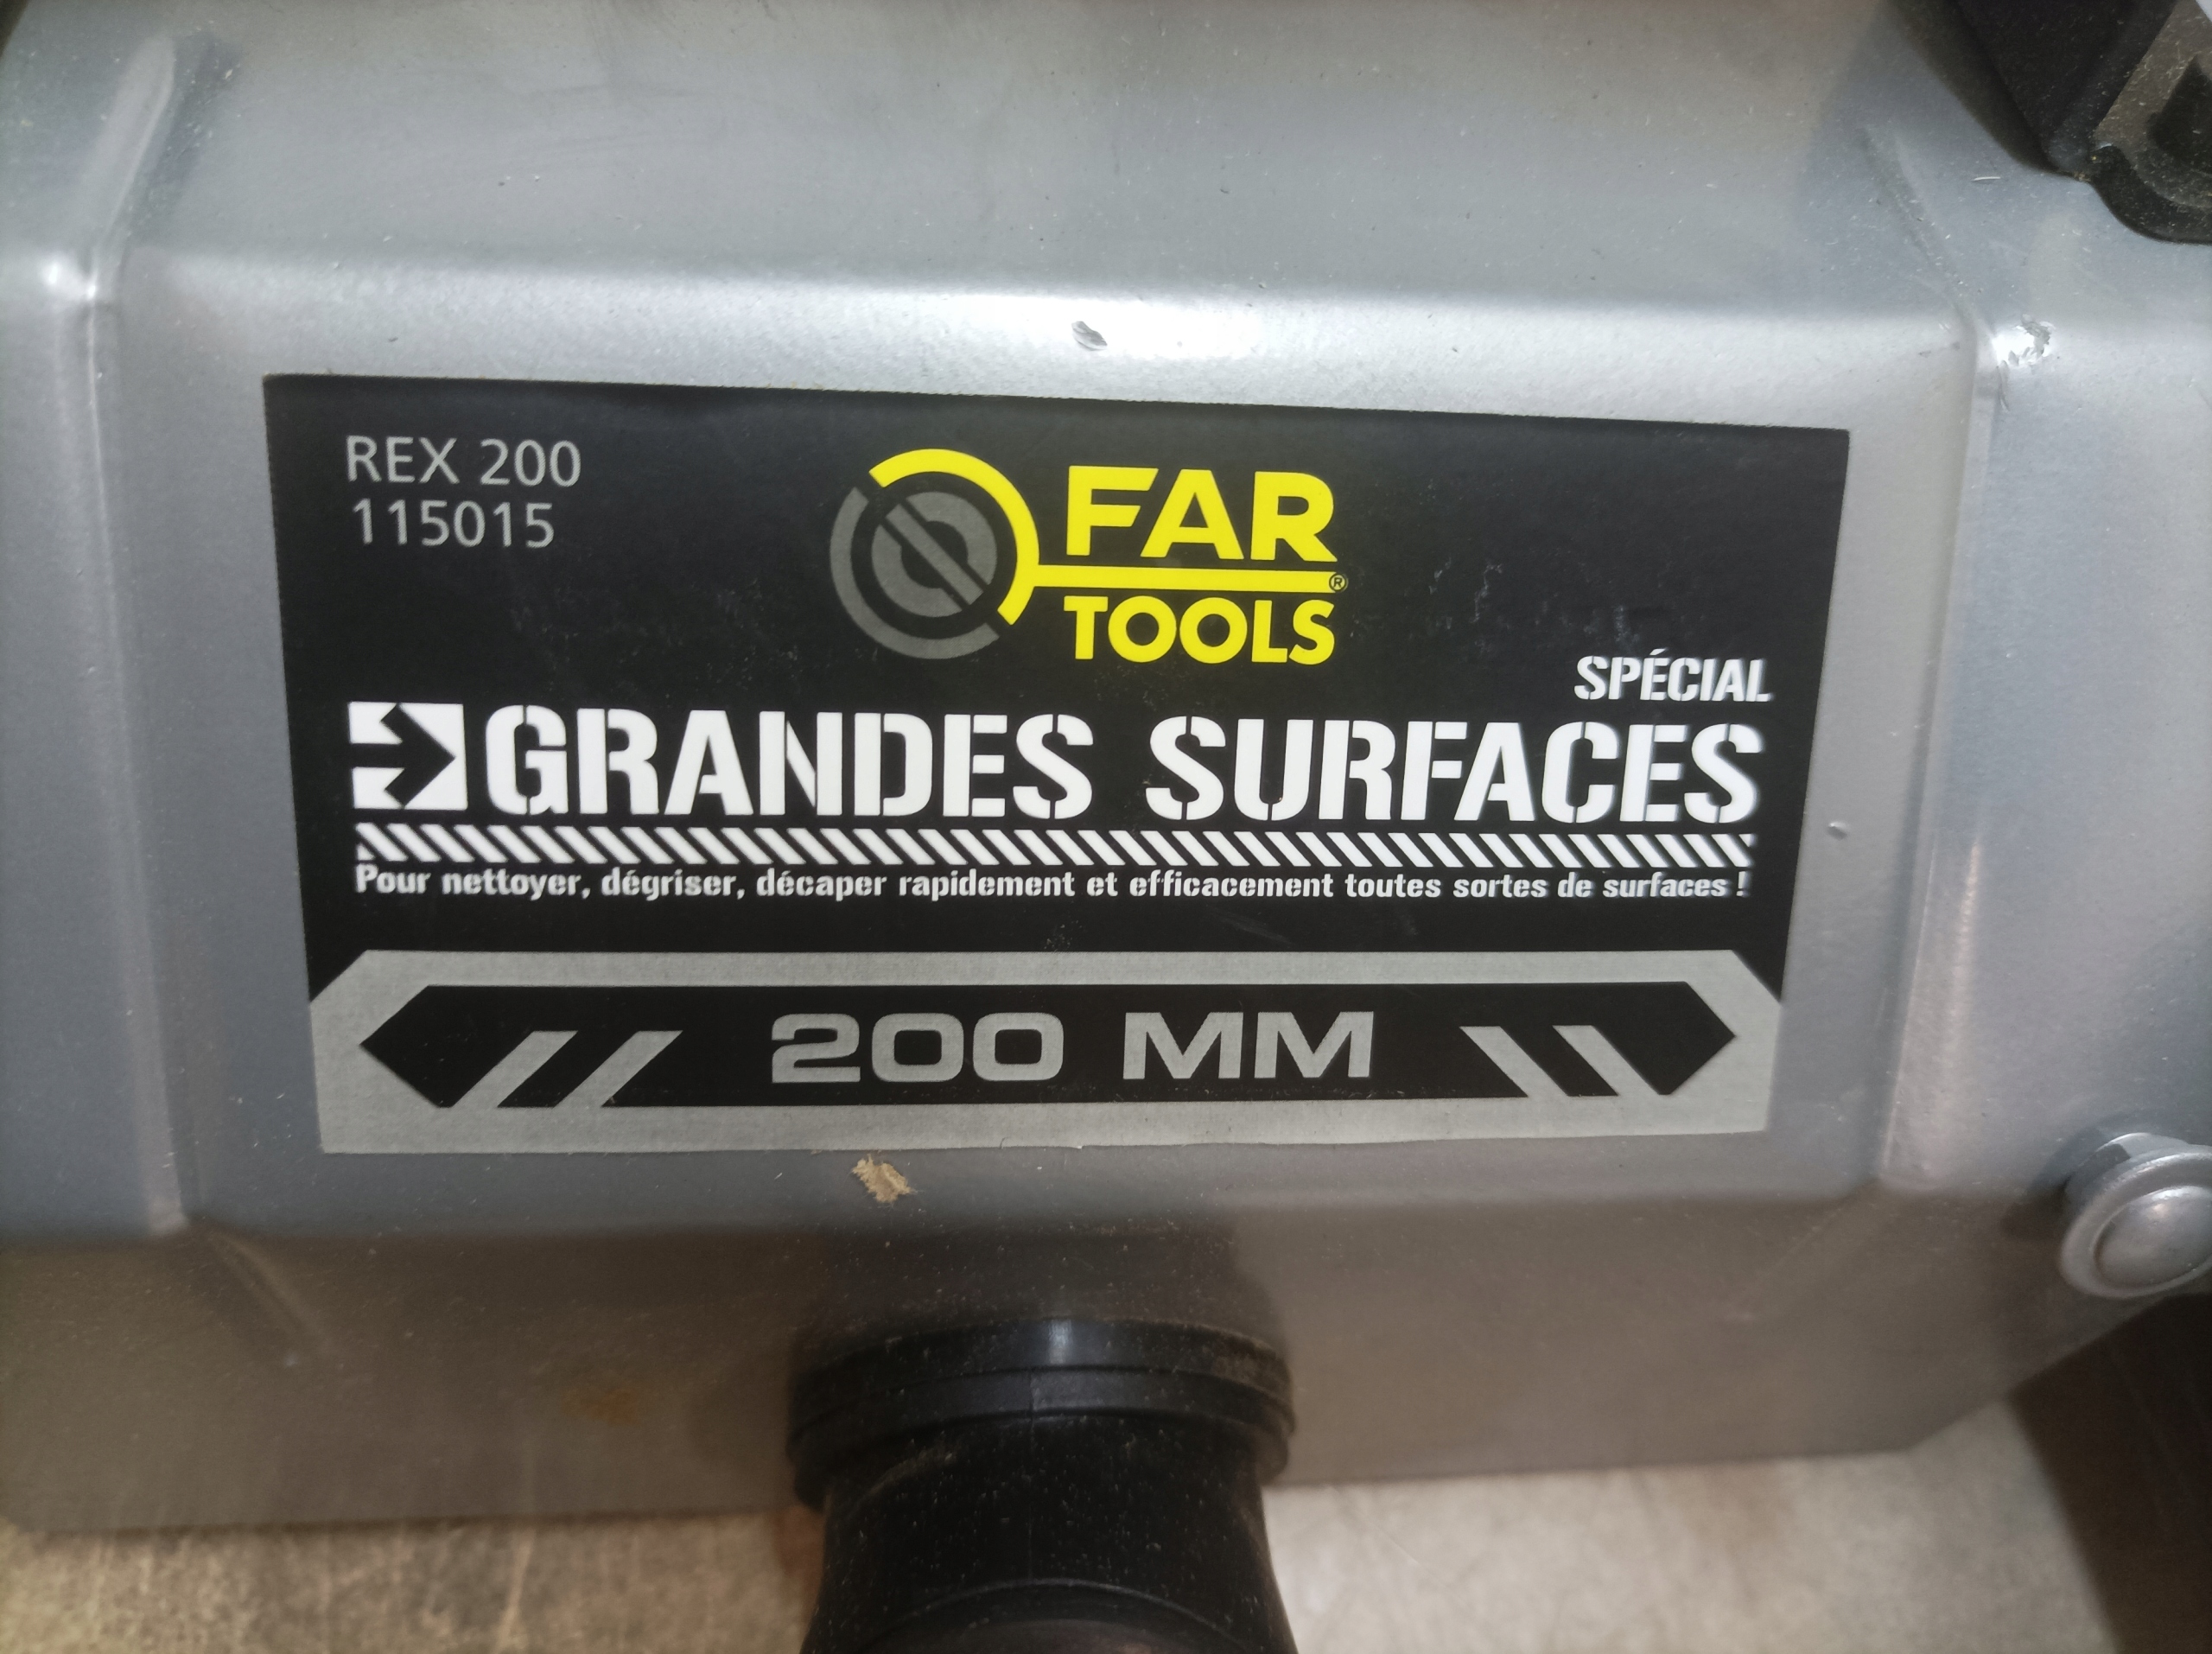 REX 200
115015
FAR
TOOLS®
SPÉCIAL
GRANDES SURFACES
Pour nettoyer, dégriser, décaper rapidement et efficacement toutes sortes de surfaces !
200 MM